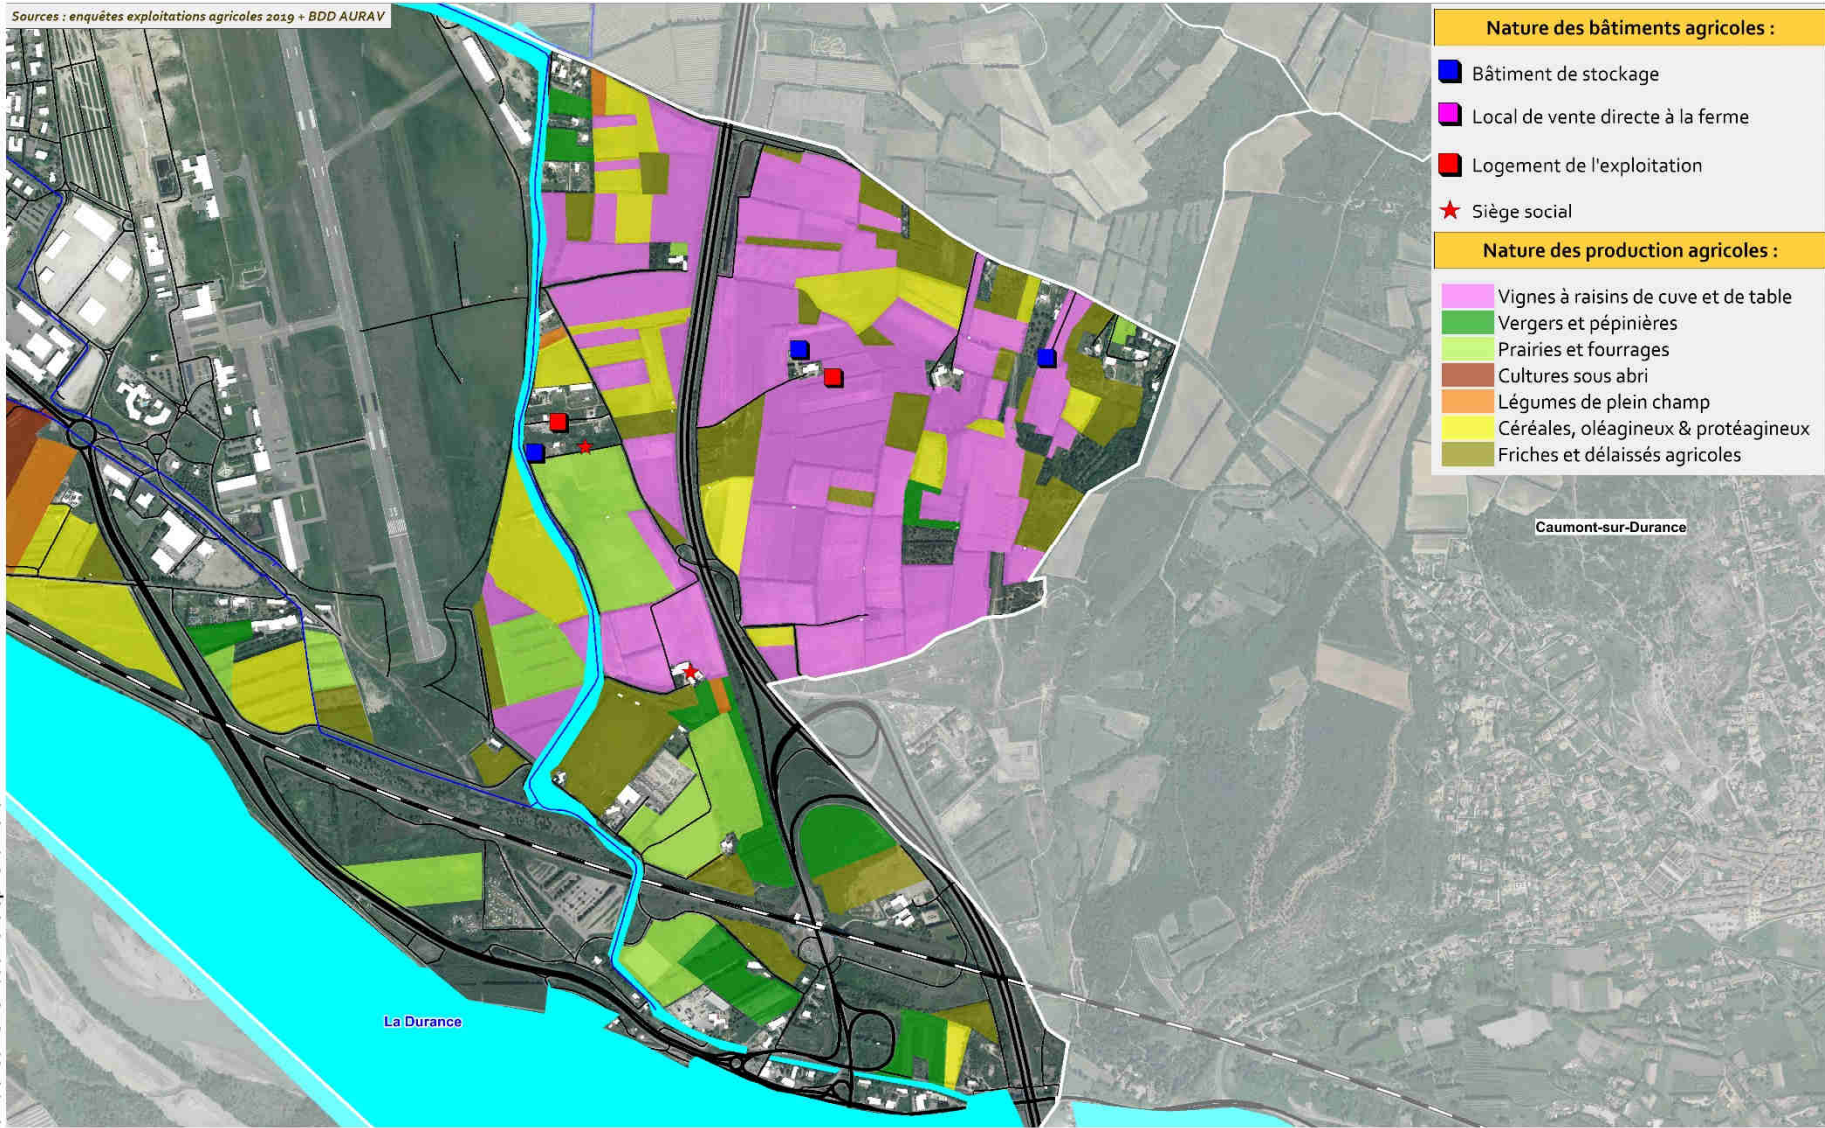 Sources : enquêtes exploitations agricoles 2019 + BDD AURAV
Nature des bâtiments agricoles :
Bâtiment de stockage
Local de vente directe à la ferme
Logement de l'exploitation
Siège social
Nature des production agricoles :
Vignes à raisins de cuve et de table
Vergers et pépinières
Prairies et fourrages
Cultures sous abri
Légumes de plein champ
Céréales, oléagineux & protéagineux
Friches et délaissés agricoles
Caumont-sur-Durance
La Durance